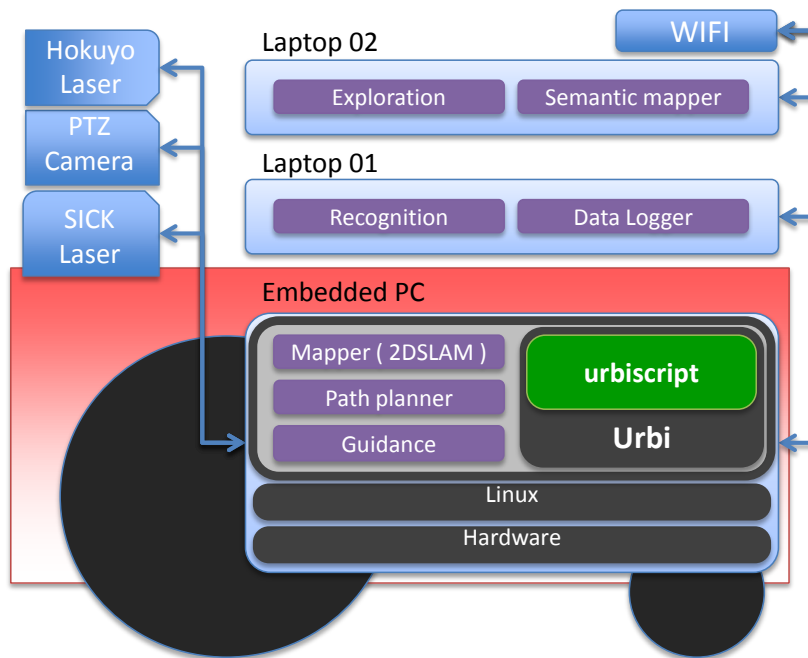 Hokuyo
Laser
PTZ
Camera
SICK
Laser
WIFI
Laptop 02
Exploration
Semantic mapper
Laptop 01
Recognition
Data Logger
Embedded PC
Mapper ( 2DSLAM )
Path planner
Guidance
urbiscript
Urbi
Linux
Hardware